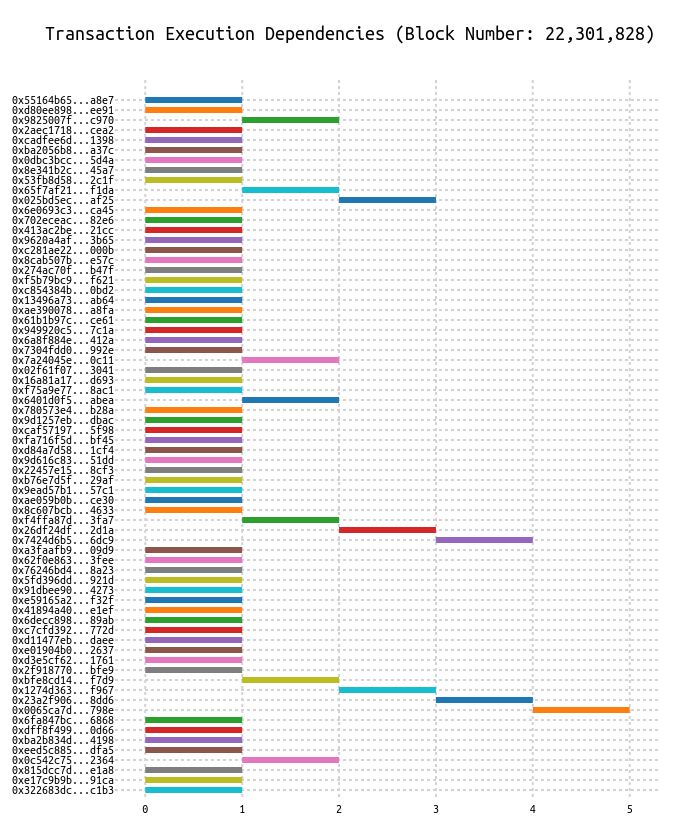 Transaction Execution Dependencies (Block Number: 22,301,828)
0x55164b65...a8e7
0xd80ee898...ee91
0x9825007f...c970
0x2aec1718...cea2
0xcadfee6d...1398
0xba2056b8...a37c
0x0dbc3bcc...5d4a
0x8e341b2c...45a7
0x53fb8d58...2c1f
0x65f7af21...f1da
0x025bd5ec...af25
0x6e0693c3...ca45
0x702eceac...82e6
0x413ac2be...21cc
0x9620a4af...3b65
0xc281ae22...000b
0x8cab507b...e57c
0x274ac70f...b47f
0xf5b79bc9...f621
0xc854384b...0bd2
0x13496a73...ab64
0xae390078...a8fa
0x61b1b97c...ce61
0x949920c5...7c1a
0x6a8f884e...412a
0x7304fdd0...992e
0x7a24045e...0c11
0x02f61f07...3041
0x16a81a17...d693
0xf75a9e77...8ac1
0x6401d0f5...abea
0x780573e4...b28a
0x9d1257eb...dbac
0xcaf57197...5f98
0xfa716f5d...bf45
0xd84a7d58...1cf4
0x9d616c83...51dd
0x22457e15...8cf3
0xb76e7d5f...29af
0x9ead57b1...57c1
0xae059b0b...ce30
0x8c607bcb...4633
0xf4ffa87d...3fa7
0x26df24df...2d1a
0x7424d6b5...6dc9
0xa3faafb9...09d9
0x62f0e863...3fee
0x76246bd4...8a23
0x5fd396dd...921d
0x91dbee90...4273
0xe59165a2...f32f
0x41894a40...e1ef
0x6decc898...89ab
0xc7cfd392...772d
0xd11477eb...daee
0xe01904b0...2637
0xd3e5cf62...1761
0x2f918770...bfe9
0xbfe8cd14...f7d9
0x1274d363...f967
0x23a2f906...8dd6
0x0065ca7d...798e
0x6fa847bc...6868
0xdff8f499...0d66
0xba2b834d...4198
0xeed5c885...dfa5
0x0c542c75...2364
0x815dcc7d...e1a8
0xe17c9b9b...91ca
0x322683dc...c1b3
0 1 2 3 4 5